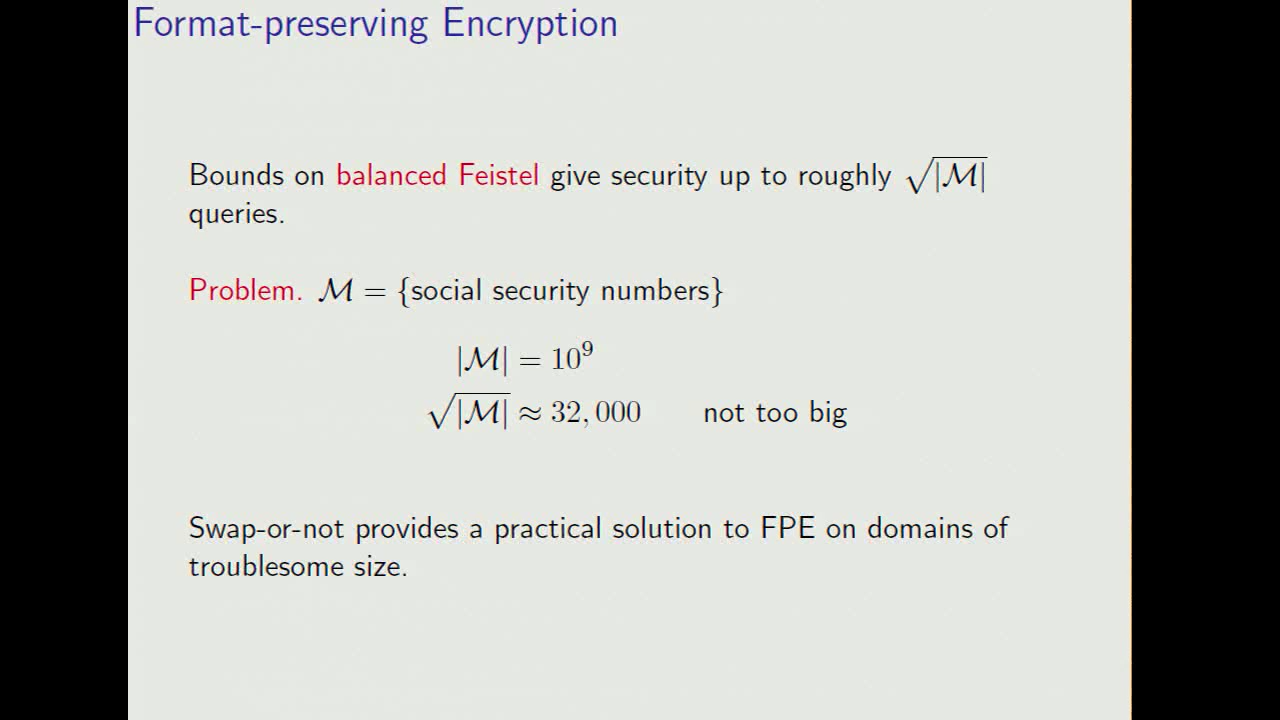 Format-preserving Encryption
Bounds on balanced Feistel give security up to roughly √|ℳ|
queries.
Problem. ℳ = {social security numbers}
|ℳ| = 10⁹
√|ℳ| ≈ 32,000 not too big
Swap-or-not provides a practical solution to FPE on domains of
troublesome size.